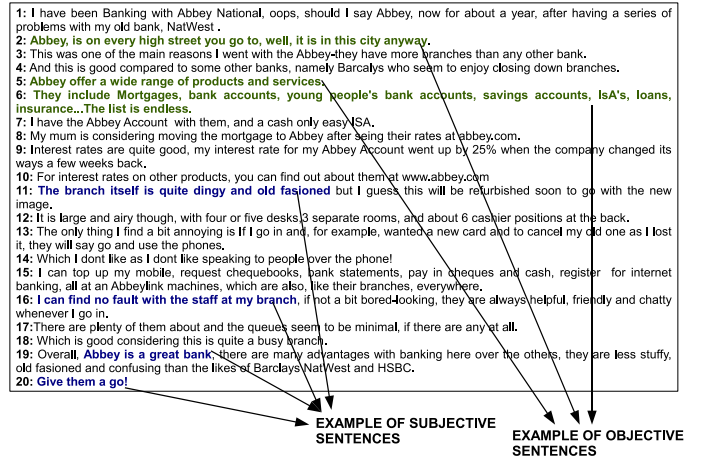 1: I have been Banking with Abbey National, oops, should I say Abbey, now for about a year, after having a series of
problems with my old bank, NatWest .
2: Abbey, is on every high street you go to, well, it is in this city anyway.
3: This was one of the main reasons I went with the Abbey-they have more branches than any other bank.
4: And this is good compared to some other banks, namely Barcalys who seem to enjoy closing down branches.
5: Abbey offer a wide range of products and services.
6: They include Mortgages, bank accounts, young people's bank accounts, savings accounts, IsA's, loans,
insurance...The list is endless.
7: I have the Abbey Account with them, and a cash only easy ISA.
8: My mum is considering moving the mortgage to Abbey after seing their rates at abbey.com.
9: Interest rates are quite good, my interest rate for my Abbey Account went up by 25% when the company changed its
ways a few weeks back.
10: For interest rates on other products, you can find out about them at www.abbey.com
11: The branch itself is quite dingy and old fasioned but I guess this will be refurbished soon to go with the new
image.
12: It is large and airy though, with four or five desks,3 separate rooms, and about 6 cashier positions at the back.
13: The only thing I find a bit annoying is If I go in and, for example, wanted a new card and to cancel my old one as I lost
it, they will say go and use the phones.
14: Which I dont like as I dont like speaking to people over the phone!
15: I can top up my mobile, request chequebooks, bank statements, pay in cheques and cash, register for internet
banking, all at an Abbeylink machines, which are also, like their branches, everywhere.
16: I can find no fault with the staff at my branch, if not a bit bored-looking, they are always helpful, friendly and chatty
whenever I go in.
17:There are plenty of them about and the queues seem to be minimal, if there are any at all.
18: Which is good considering this is quite a busy branch.
19: Overall, Abbey is a great bank, there are many advantages with banking here over the others, they are less stuffy,
old fasioned and confusing than the likes of Barclays NatWest and HSBC.
20: Give them a go!
EXAMPLE OF SUBJECTIVE
SENTENCES
EXAMPLE OF OBJECTIVE
SENTENCES